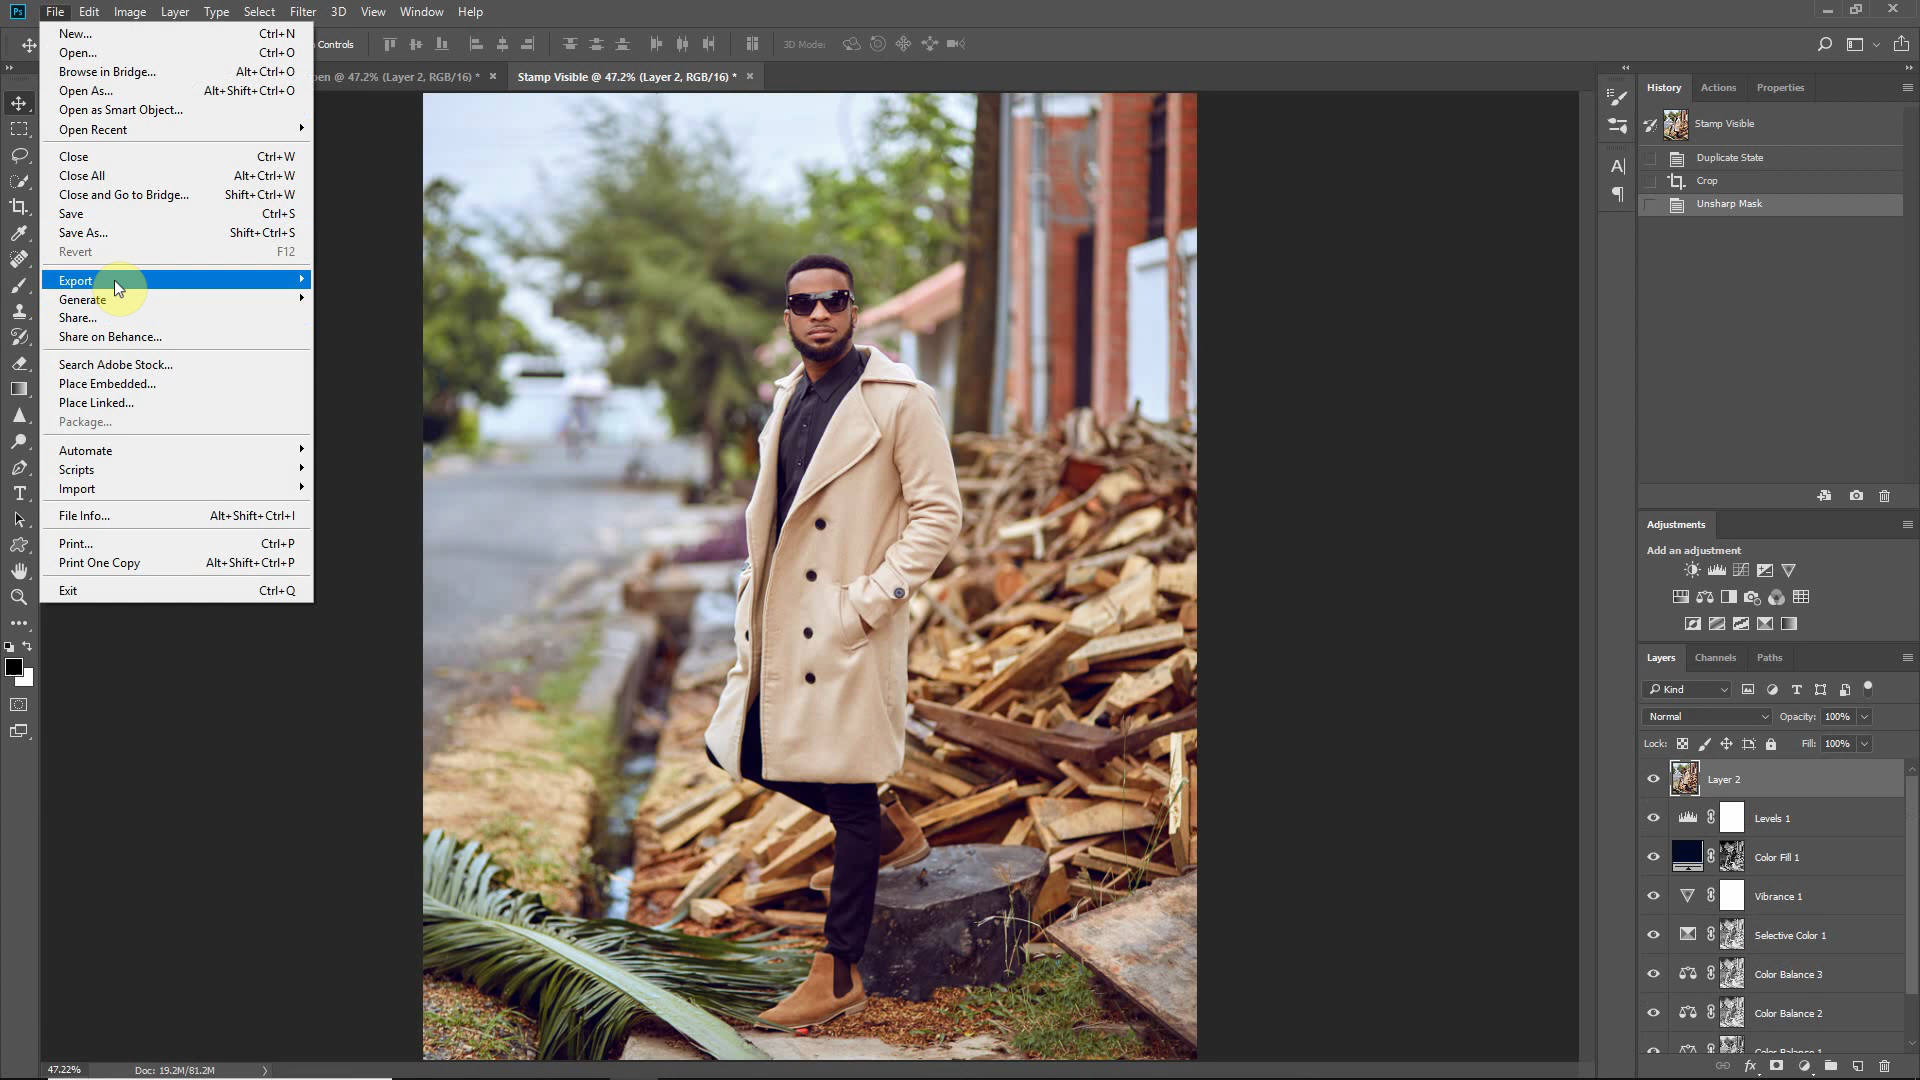 Ps File Edit Image Layer Type Select Filter 3D View Window Help
Controls 3D Mode:
pen @ 47.2% (Layer 2, RGB/16) * × Stamp Visible @ 47.2% (Layer 2, RGB/16) * ×
New... Ctrl+N
Open... Ctrl+O
Browse in Bridge... Alt+Ctrl+O
Open As... Alt+Shift+Ctrl+O
Open as Smart Object...
Open Recent
Close Ctrl+W
Close All Alt+Ctrl+W
Close and Go to Bridge... Shift+Ctrl+W
Save Ctrl+S
Save As... Shift+Ctrl+S
Revert F12
Export
Generate
Share...
Share on Behance...
Search Adobe Stock...
Place Embedded...
Place Linked...
Package...
Automate
Scripts
Import
File Info... Alt+Shift+Ctrl+I
Print... Ctrl+P
Print One Copy Alt+Shift+Ctrl+P
Exit Ctrl+Q
History Actions Properties
Stamp Visible
Duplicate State
Crop
Unsharp Mask
Adjustments
Add an adjustment
Layers Channels Paths
Kind
Normal Opacity: 100%
Lock: Fill: 100%
Layer 2
Levels 1
Color Fill 1
Vibrance 1
Selective Color 1
Color Balance 3
Color Balance 2
Color Balance 1
fx
47.22% Doc: 19.2M/81.2M